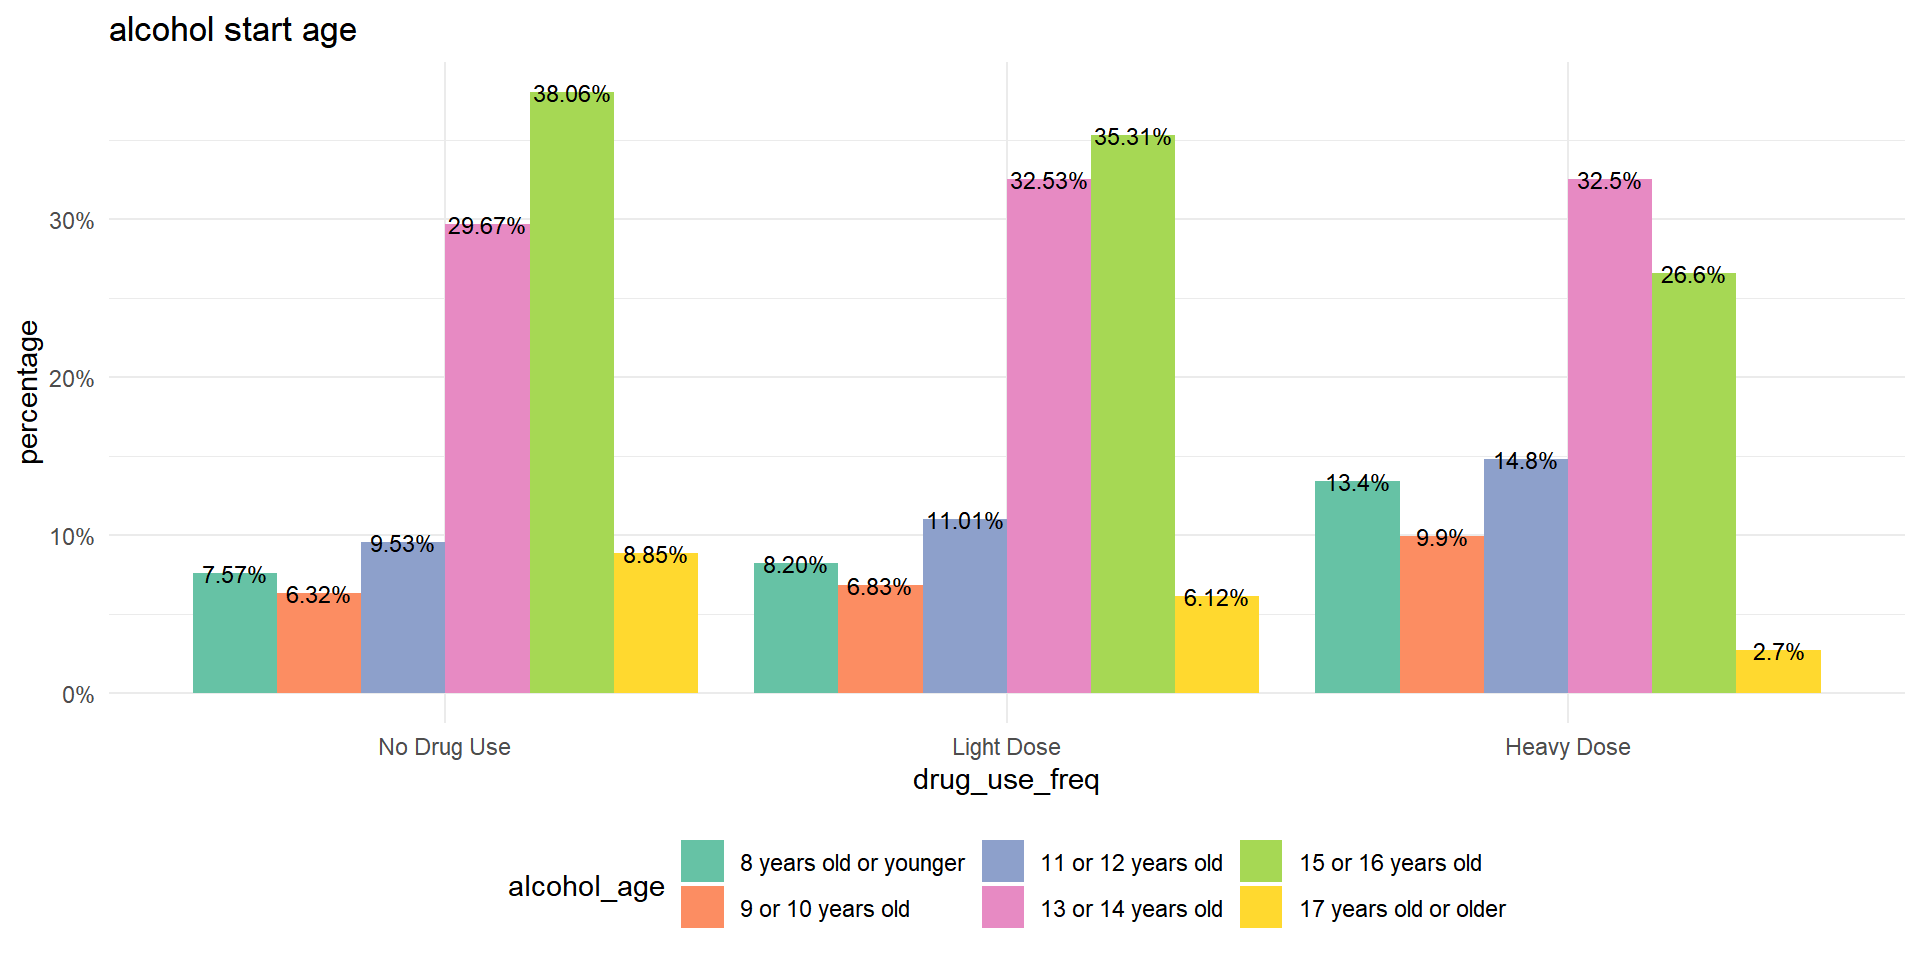 alcohol start age
percentage
30%
20%
10%
0%
7.57%
6.32%
9.53%
29.67%
38.06%
8.85%
8.20%
6.83%
11.01%
32.53%
35.31%
6.12%
13.4%
9.9%
14.8%
32.5%
26.6%
2.7%
No Drug Use
Light Dose
Heavy Dose
drug_use_freq
alcohol_age
8 years old or younger
9 or 10 years old
11 or 12 years old
13 or 14 years old
15 or 16 years old
17 years old or older